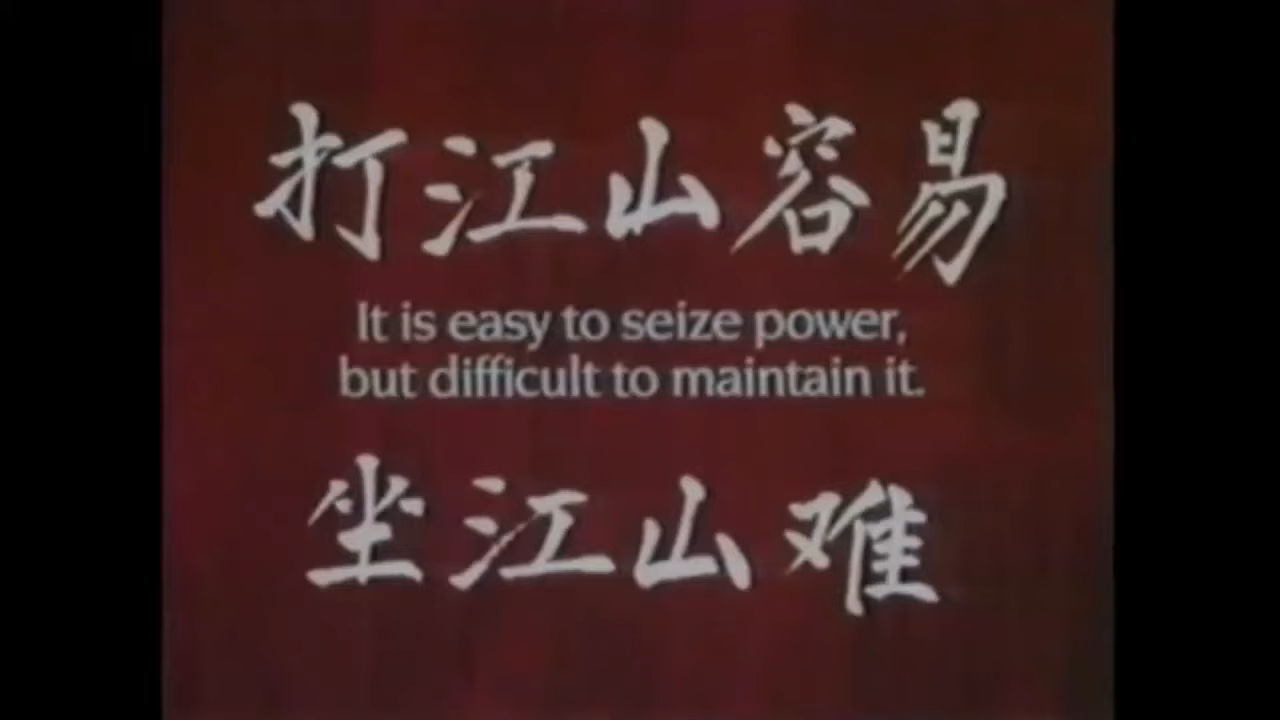 打江山容易
It is easy to seize power,
but difficult to maintain it.
坐江山难